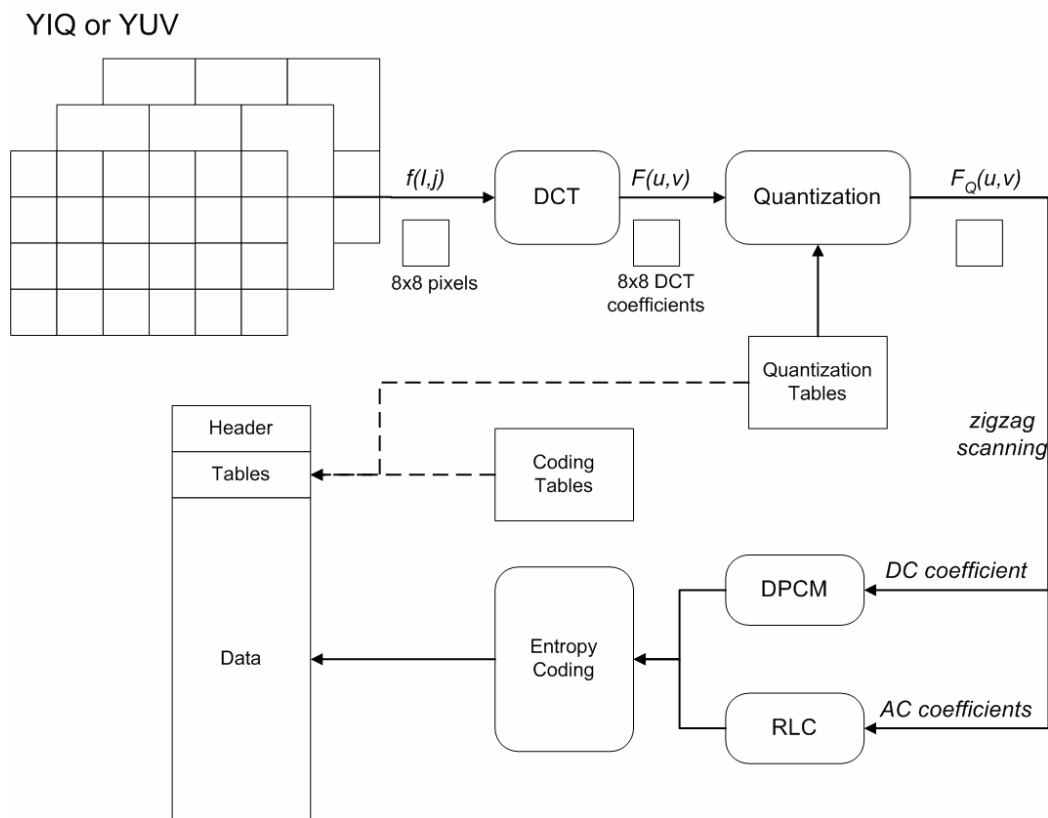 YIQ or YUV
f(I,j)
DCT
F(u,v)
Quantization
F_Q(u,v)
8x8 pixels
8x8 DCT
coefficients
Quantization
Tables
zigzag
scanning
Header
Tables
Coding
Tables
DC coefficient
DPCM
Data
Entropy
Coding
AC coefficients
RLC